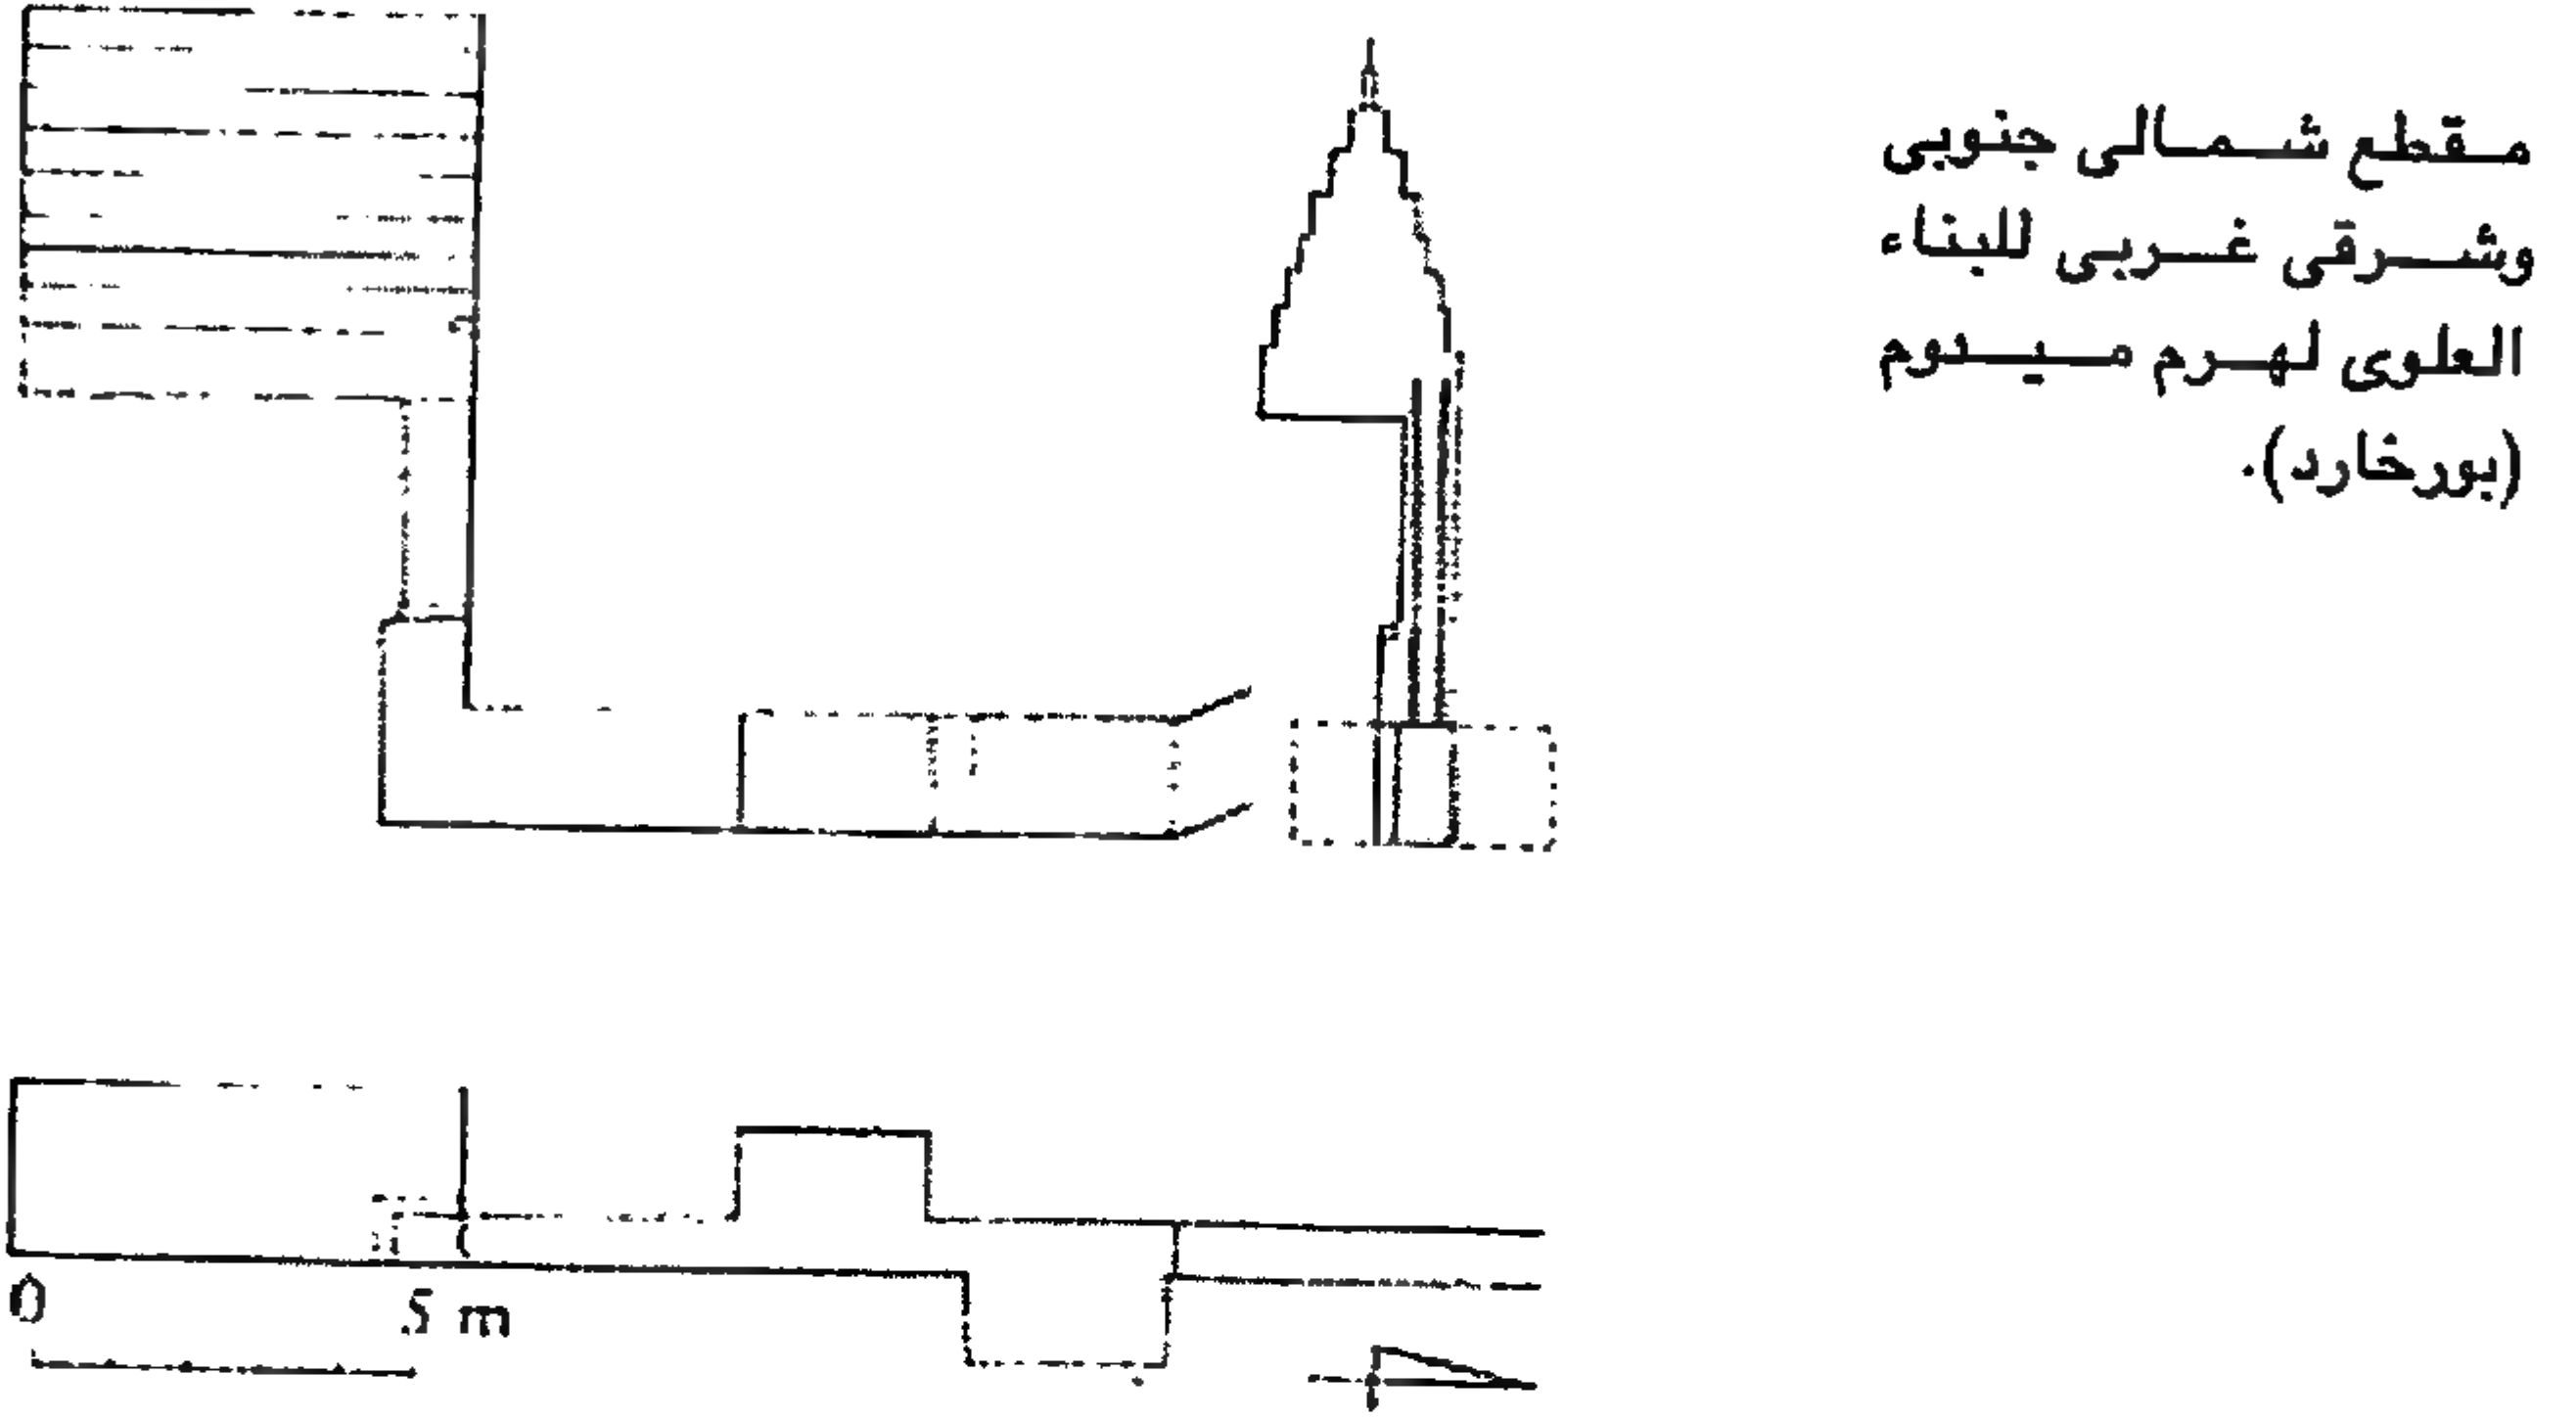 مقطع شمالى جنوبى
وشرقى غربى للبناء
العلوى لهرم ميدوم
(بورخارد).
0 5 m